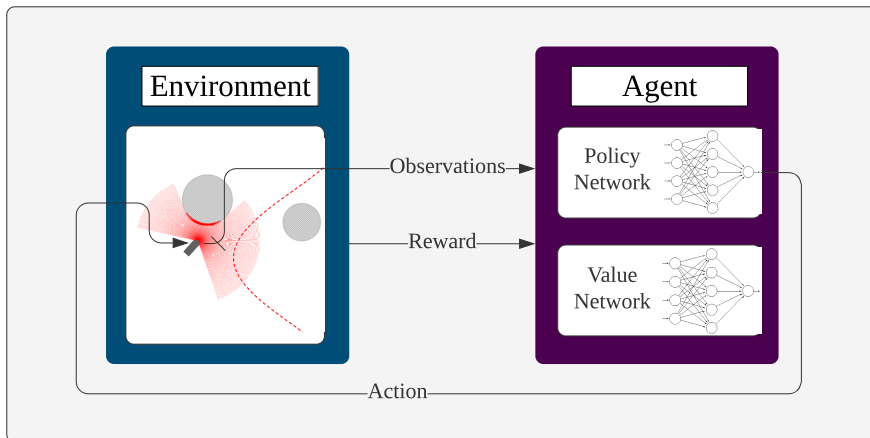 Environment
Agent
Observations
Policy
Network
Reward
Value
Network
Action